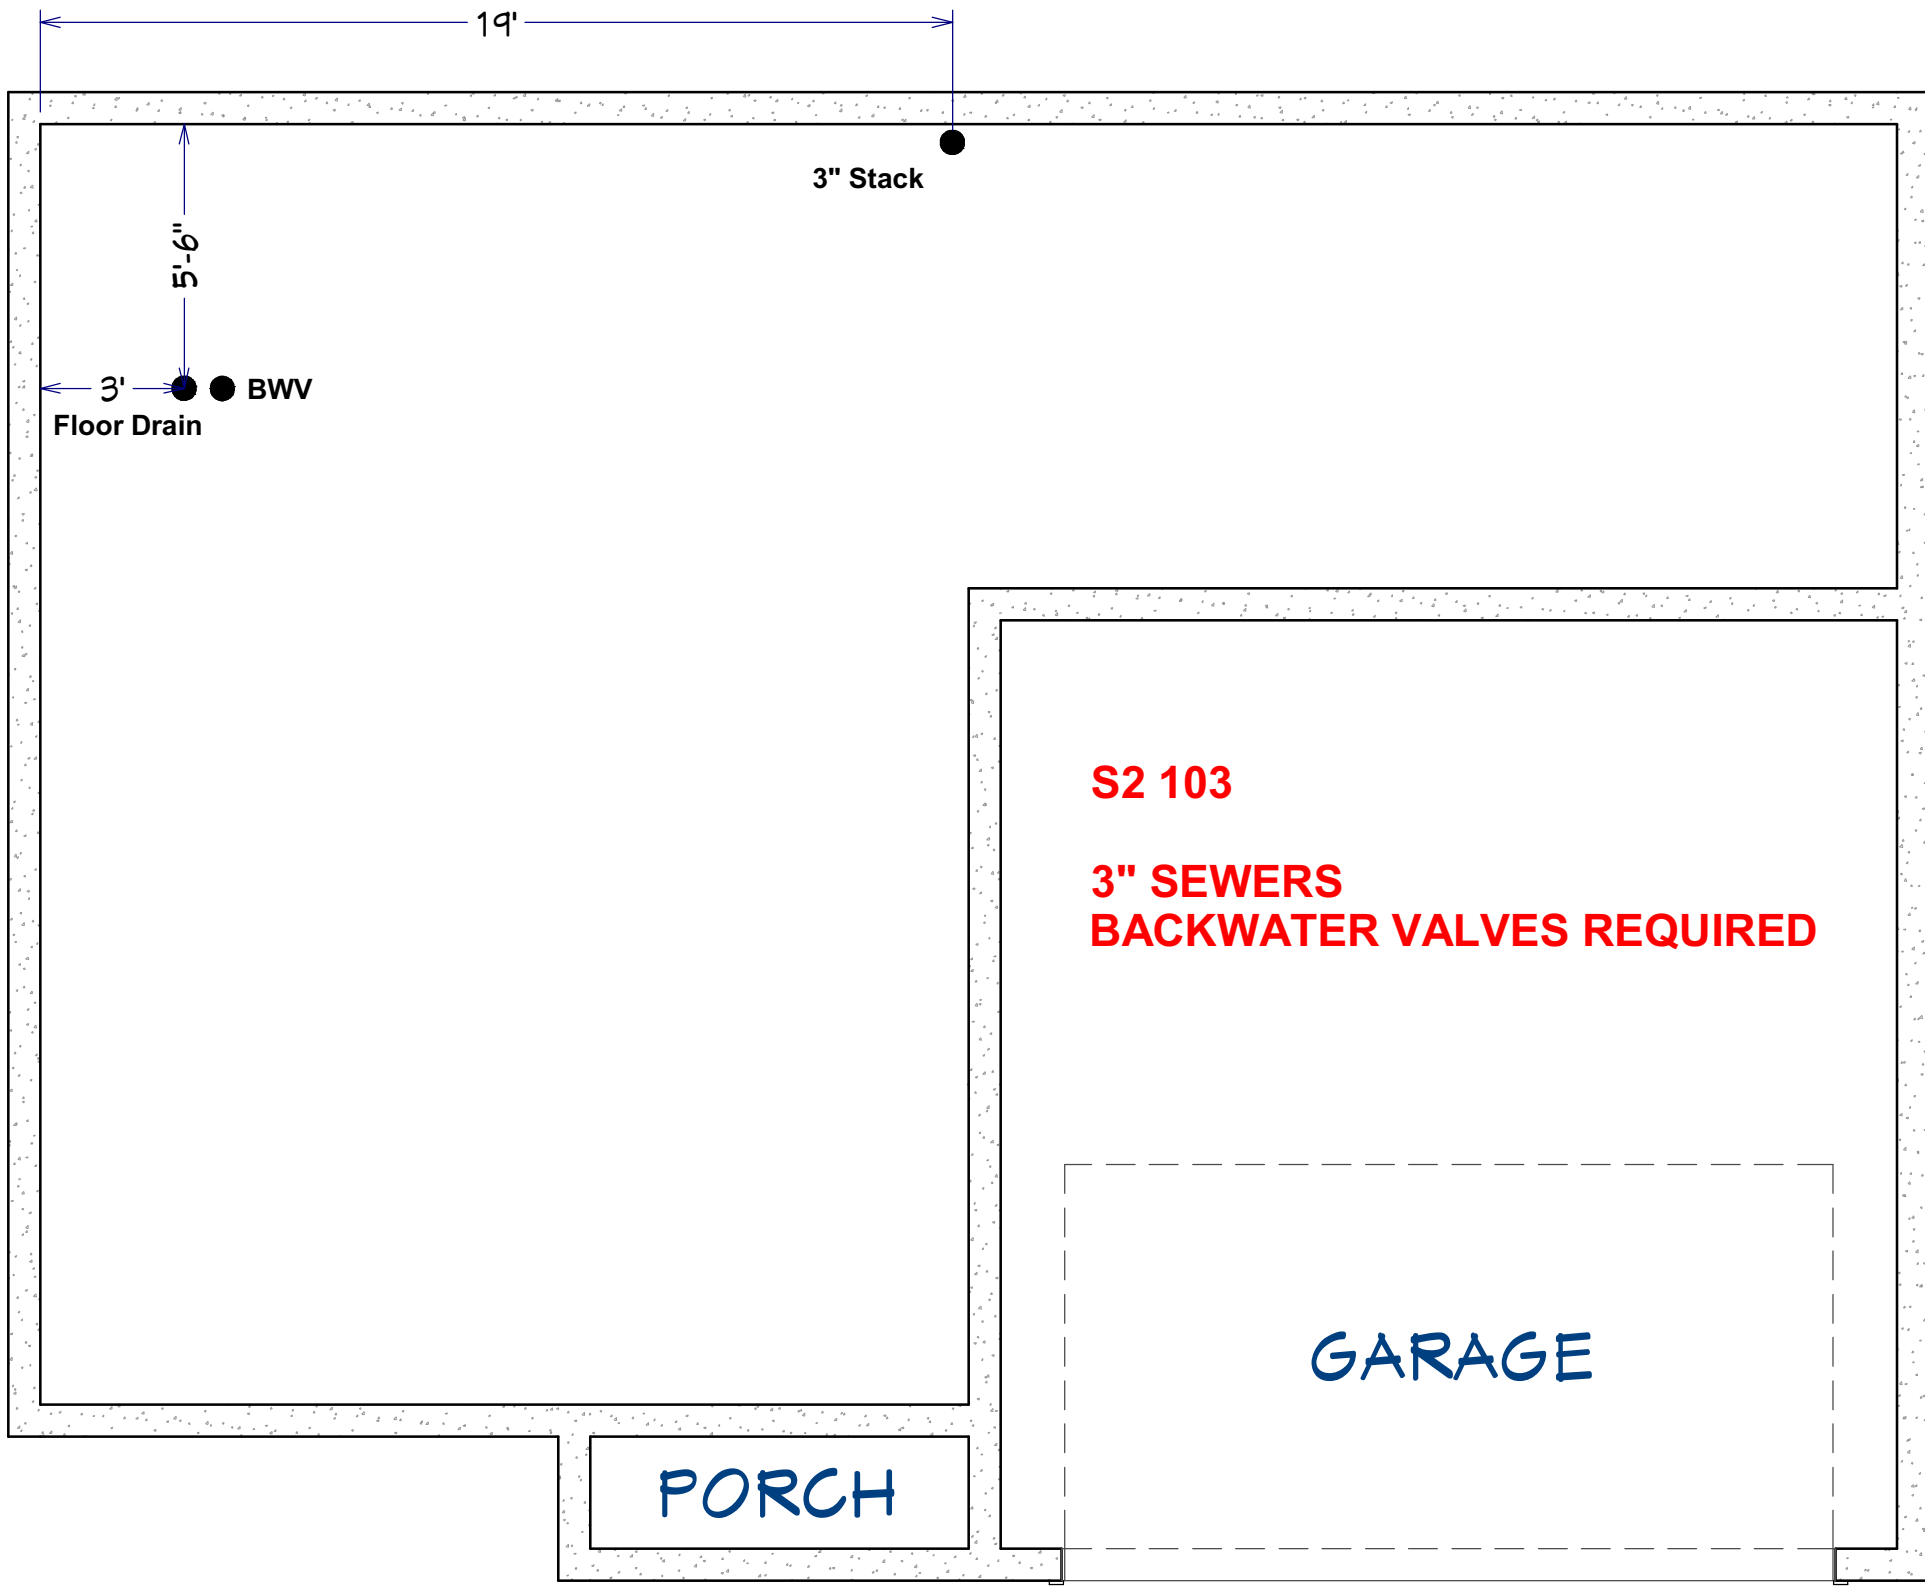 19'
3" Stack
5'-6"
3'
BWV
Floor Drain
S2 103
3" SEWERS
BACKWATER VALVES REQUIRED
GARAGE
PORCH